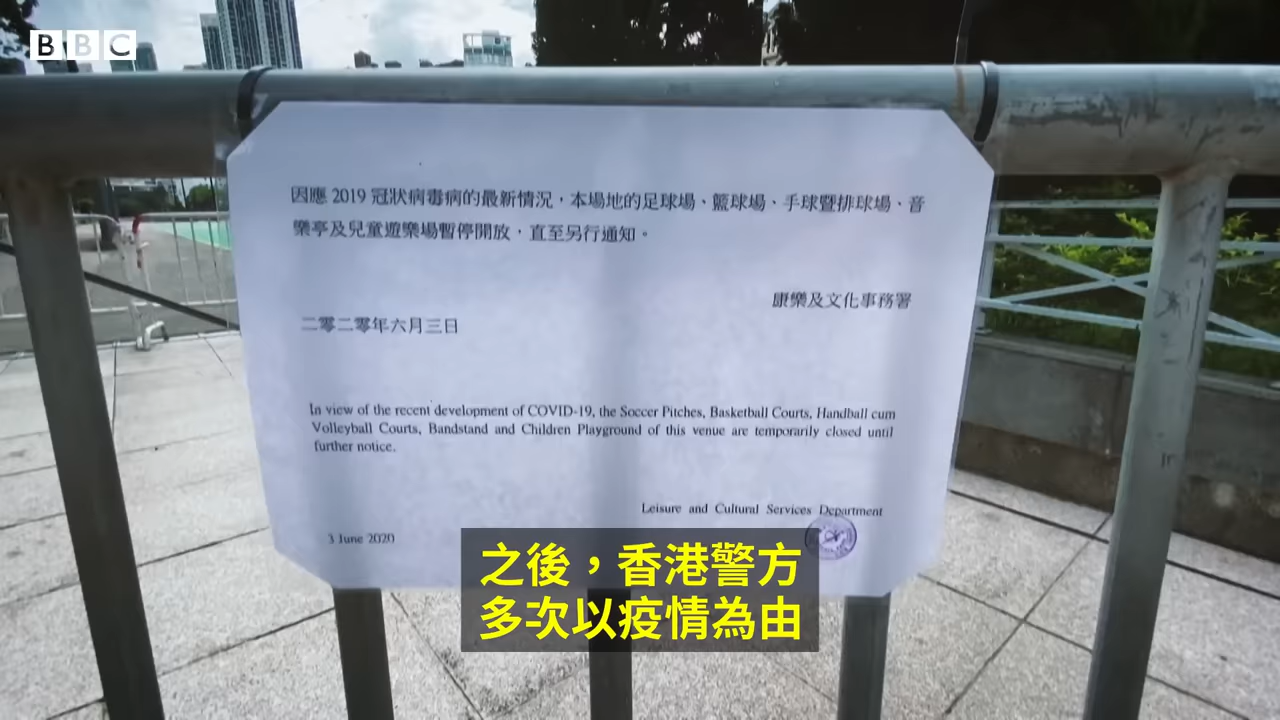 BBC
因應 2019 冠狀病毒病的最新情況，本場地的足球場、籃球場、手球暨排球場、音
樂亭及兒童遊樂場暫停開放，直至另行通知。
康樂及文化事務署
二零二零年六月三日
In view of the recent development of COVID-19, the Soccer Pitches, Basketball Courts, Handball cum
Volleyball Courts, Bandstand and Children Playground of this venue are temporarily closed until
further notice.
Leisure and Cultural Services Department
3 June 2020
之後，香港警方
多次以疫情為由